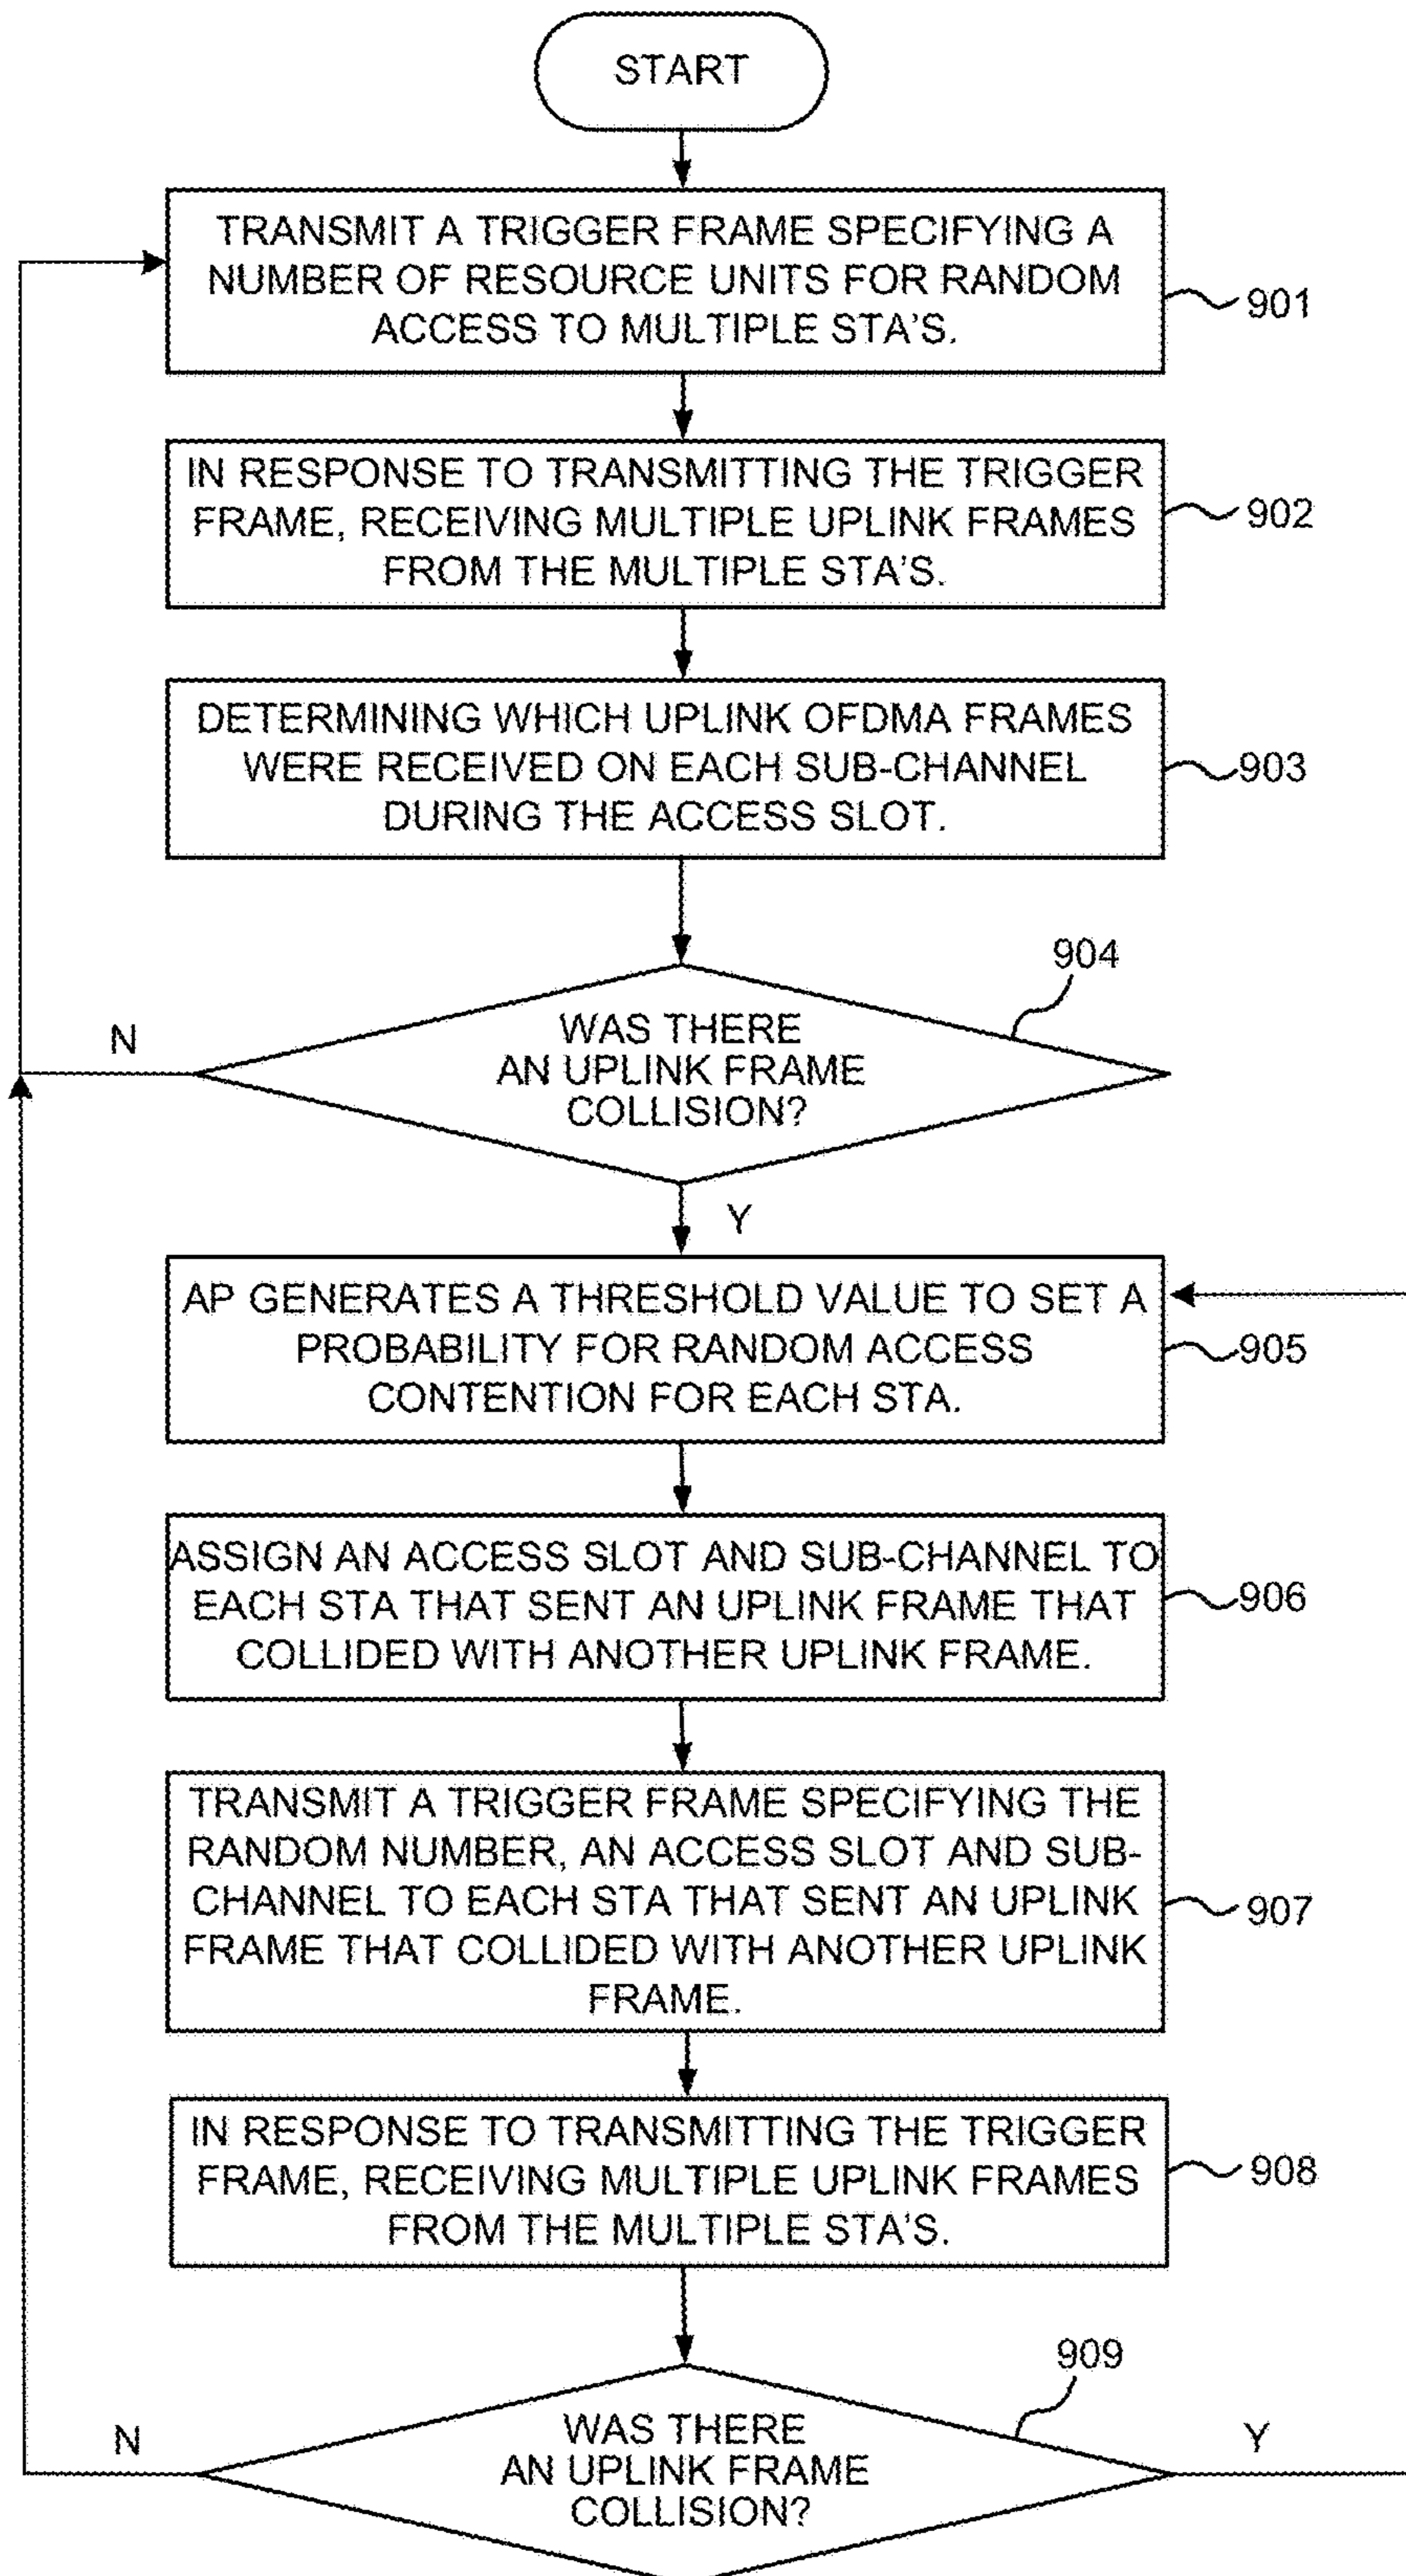 START
TRANSMIT A TRIGGER FRAME SPECIFYING A
NUMBER OF RESOURCE UNITS FOR RANDOM
ACCESS TO MULTIPLE STA'S.
901
IN RESPONSE TO TRANSMITTING THE TRIGGER
FRAME, RECEIVING MULTIPLE UPLINK FRAMES
FROM THE MULTIPLE STA'S.
902
DETERMINING WHICH UPLINK OFDMA FRAMES
WERE RECEIVED ON EACH SUB-CHANNEL
DURING THE ACCESS SLOT.
903
904
WAS THERE
AN UPLINK FRAME
COLLISION?
N
Y
AP GENERATES A THRESHOLD VALUE TO SET A
PROBABILITY FOR RANDOM ACCESS
CONTENTION FOR EACH STA.
905
ASSIGN AN ACCESS SLOT AND SUB-CHANNEL TO
EACH STA THAT SENT AN UPLINK FRAME THAT
COLLIDED WITH ANOTHER UPLINK FRAME.
906
TRANSMIT A TRIGGER FRAME SPECIFYING THE
RANDOM NUMBER, AN ACCESS SLOT AND SUB-
CHANNEL TO EACH STA THAT SENT AN UPLINK
FRAME THAT COLLIDED WITH ANOTHER UPLINK
FRAME.
907
IN RESPONSE TO TRANSMITTING THE TRIGGER
FRAME, RECEIVING MULTIPLE UPLINK FRAMES
FROM THE MULTIPLE STA'S.
908
909
WAS THERE
AN UPLINK FRAME
COLLISION?
N
Y